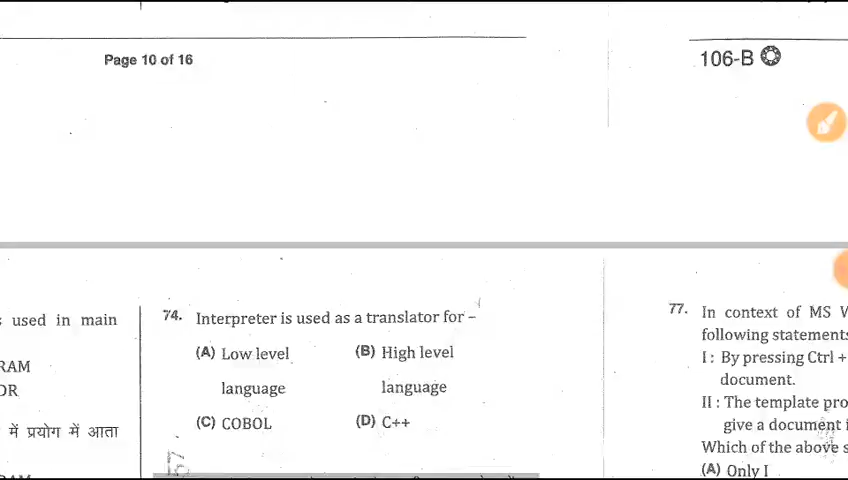 Page 10 of 16
106-B
used in main
RAM
में प्रयोग में आता
74. Interpreter is used as a translator for –
(A) Low level language
(B) High level language
(C) COBOL
(D) C++
77. In context of MS
following statements
I : By pressing Ctrl +
document.
II : The template
give a document
Which of the above
(A) Only I